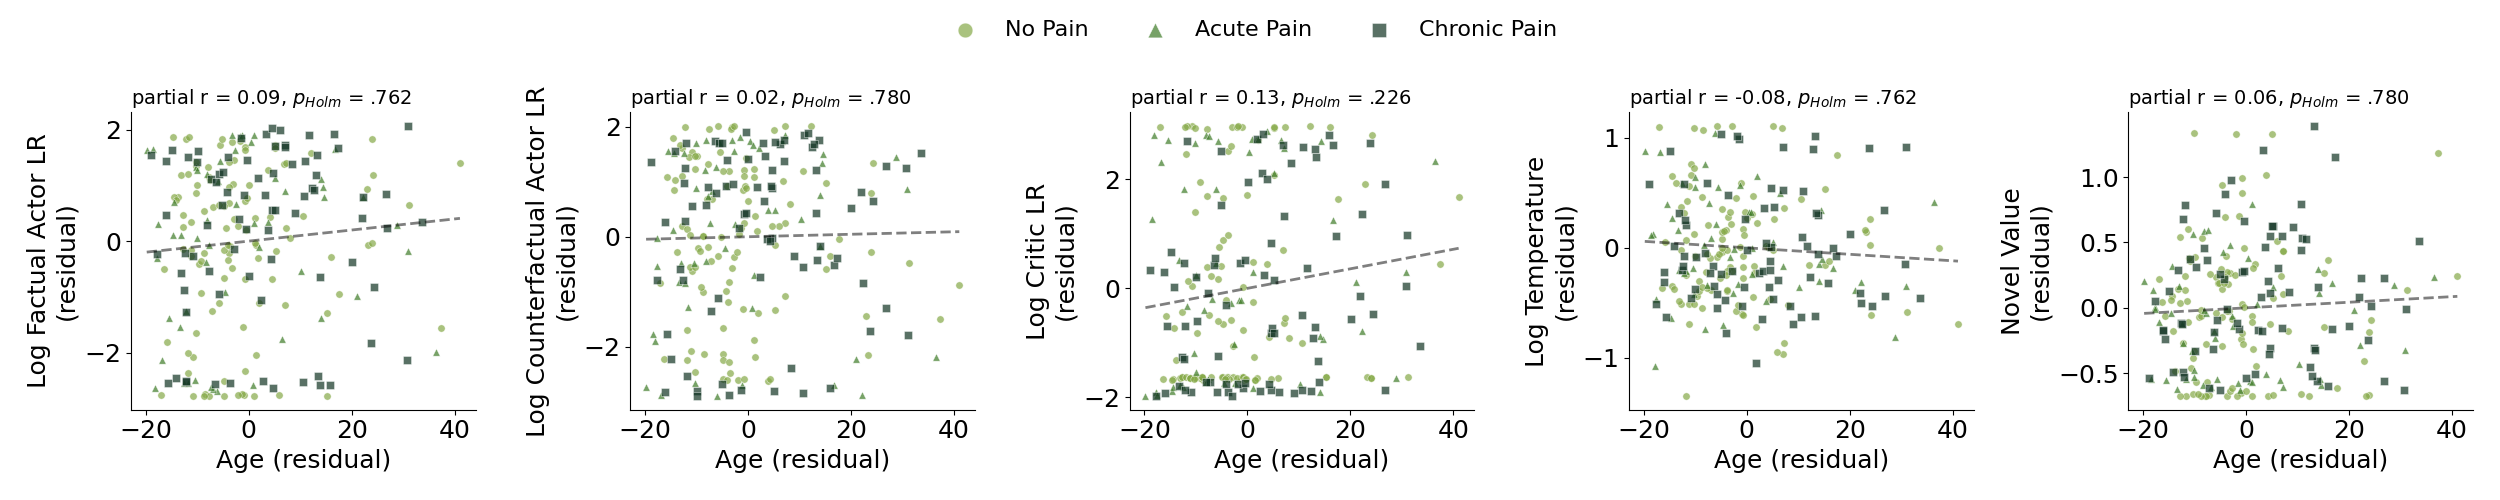 No Pain Acute Pain Chronic Pain
partial r = 0.09, pHolm = .762
Log Factual Actor LR
(residual)
2
0
−2
−20 0 20 40
Age (residual)
partial r = 0.02, pHolm = .780
Log Counterfactual Actor LR
(residual)
2
0
−2
−20 0 20 40
Age (residual)
partial r = 0.13, pHolm = .226
Log Critic LR
(residual)
2
0
−2
−20 0 20 40
Age (residual)
partial r = -0.08, pHolm = .762
Log Temperature
(residual)
1
0
−1
−20 0 20 40
Age (residual)
partial r = 0.06, pHolm = .780
Novel Value
(residual)
1.0
0.5
0.0
−0.5
−20 0 20 40
Age (residual)